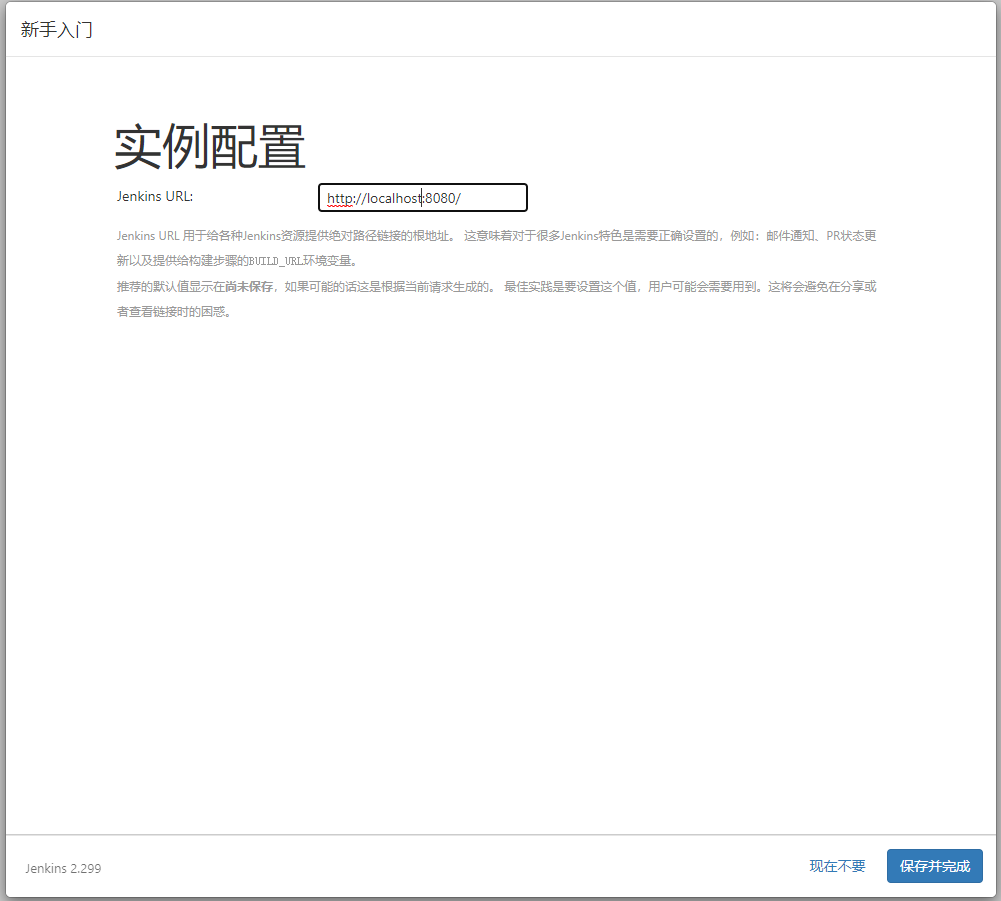 新手入门
实例配置
Jenkins URL:
http://localhost:8080/
Jenkins URL 用于给各种Jenkins资源提供绝对路径链接的根地址。 这意味着对于很多Jenkins特色是需要正确设置的，例如：邮件通知、PR状态更
新以及提供给构建步骤的BUILD_URL环境变量。
推荐的默认值显示在尚未保存，如果可能的话这是根据当前请求生成的。 最佳实践是要设置这个值，用户可能会需要用到。这将会避免在分享或
者查看链接时的困惑。
Jenkins 2.299
现在不要
保存并完成